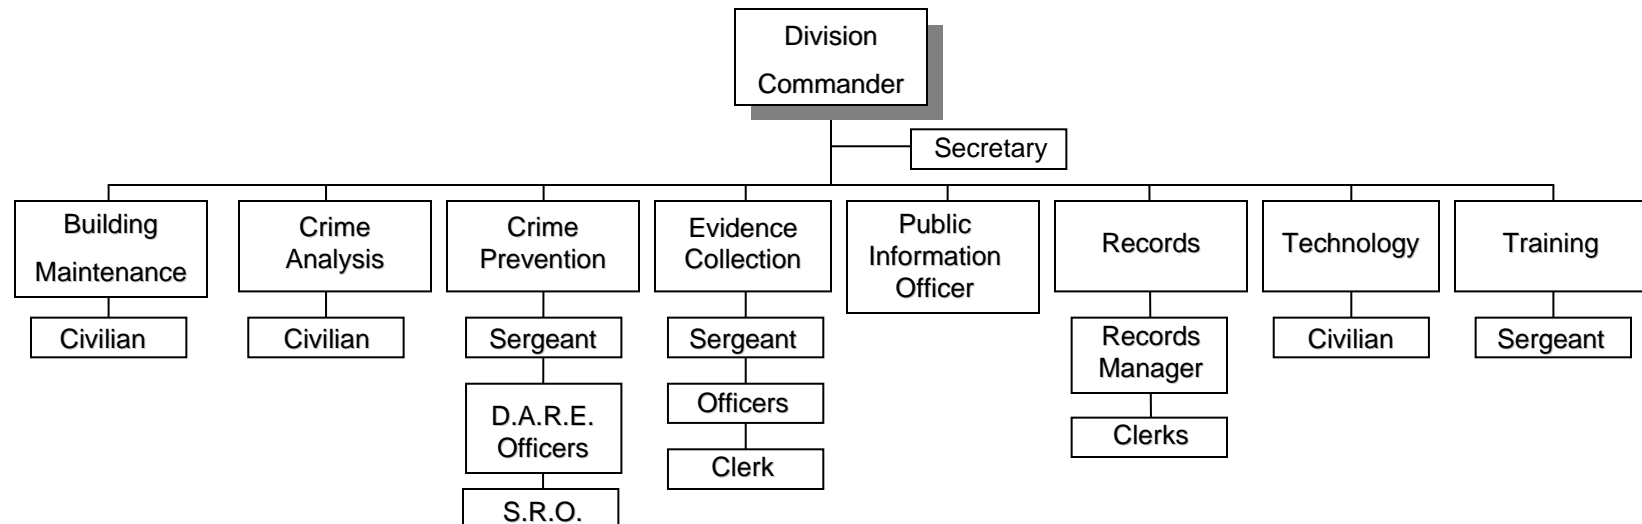 Division
Commander
Secretary
Building
Maintenance
Crime
Analysis
Crime
Prevention
Evidence
Collection
Public
Information
Officer
Records
Technology
Training
Civilian
Civilian
Sergeant
Sergeant
Records
Manager
Civilian
Sergeant
D.A.R.E.
Officers
Officers
Clerks
Clerk
S.R.O.